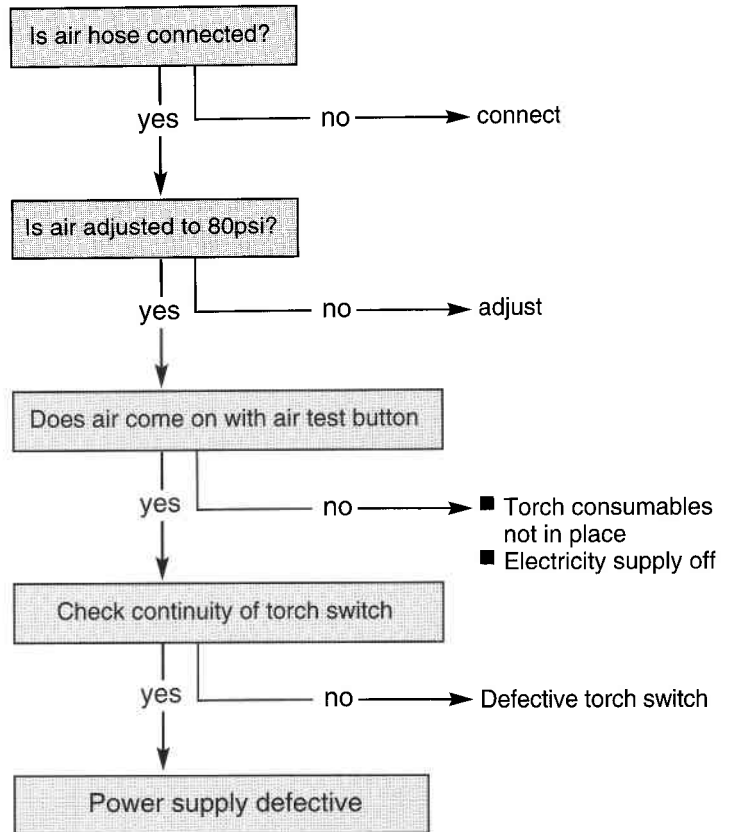 Is air hose connected?
yes
no
connect
Is air adjusted to 80psi?
yes
no
adjust
Does air come on with air test button
yes
no
■ Torch consumables
not in place
■ Electricity supply off
Check continuity of torch switch
yes
no
Defective torch switch
Power supply defective